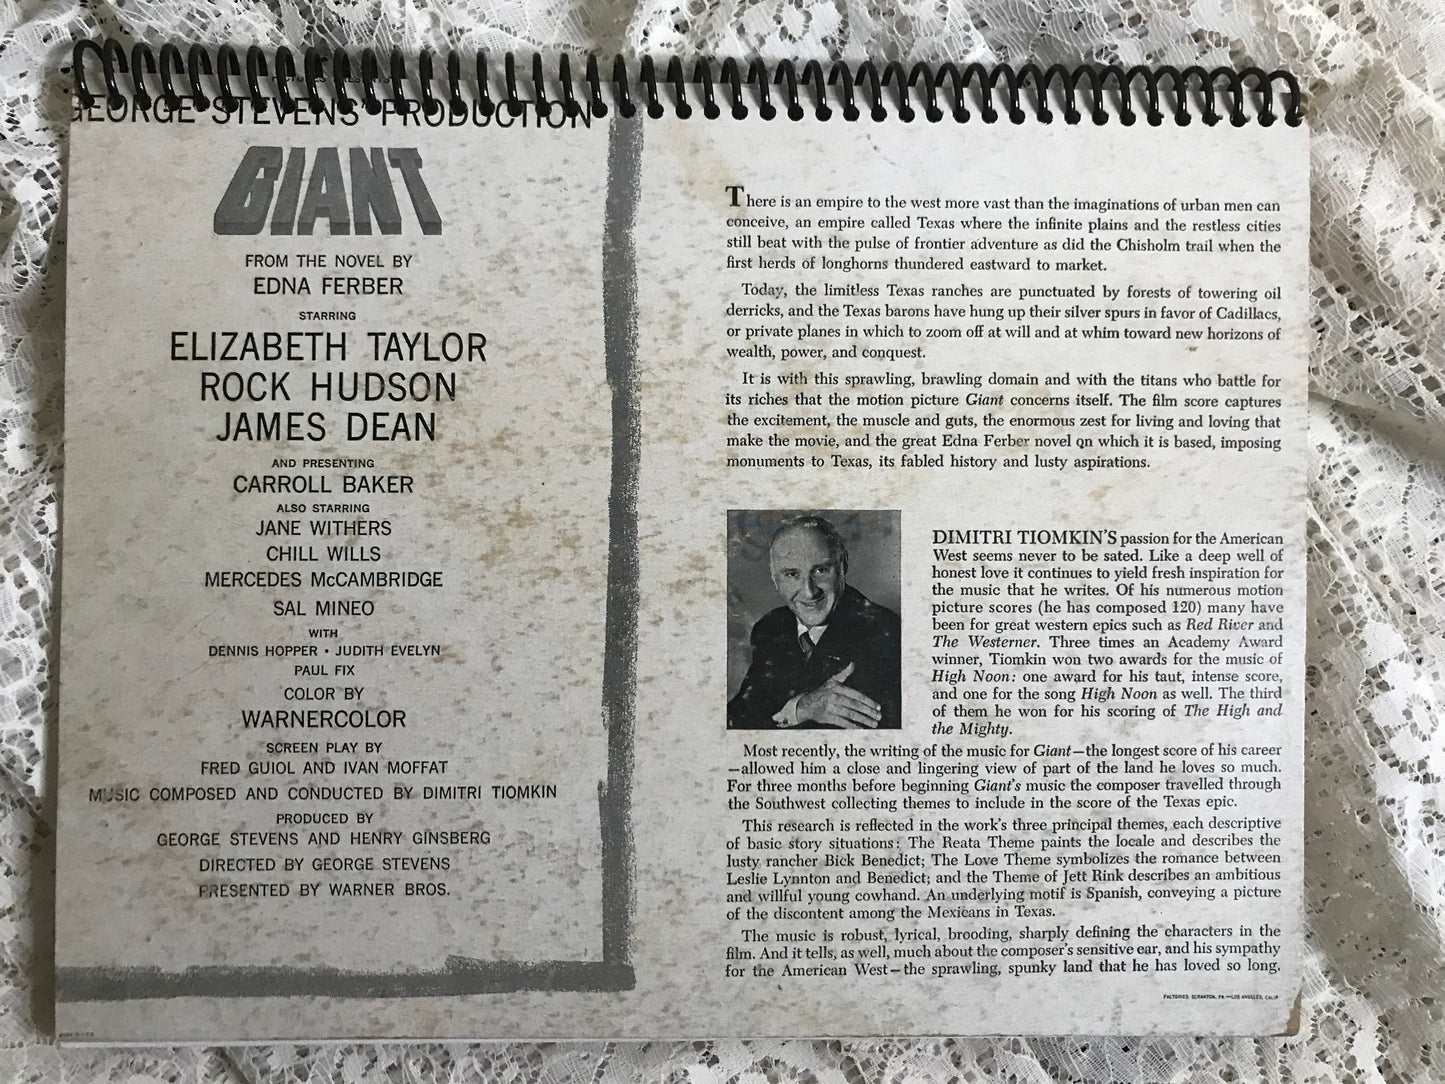 GEORGE STEVENS' PRODUCTION
GIANT
FROM THE NOVEL BY
EDNA FERBER
STARRING
ELIZABETH TAYLOR
ROCK HUDSON
JAMES DEAN
AND PRESENTING
CARROLL BAKER
ALSO STARRING
JANE WITHERS
CHILL WILLS
MERCEDES McCAMBRIDGE
SAL MINEO
WITH
DENNIS HOPPER • JUDITH EVELYN
PAUL FIX
COLOR BY
WARNERCOLOR
SCREEN PLAY BY
FRED GUIOL AND IVAN MOFFAT
MUSIC COMPOSED AND CONDUCTED BY DIMITRI TIOMKIN
PRODUCED BY
GEORGE STEVENS AND HENRY GINSBERG
DIRECTED BY GEORGE STEVENS
PRESENTED BY WARNER BROS.
There is an empire to the west more vast than the imaginations of urban men can
conceive, an empire called Texas where the infinite plains and the restless cities
still beat with the pulse of frontier adventure as did the Chisholm trail when the
first herds of longhorns thundered eastward to market.
Today, the limitless Texas ranches are punctuated by forests of towering oil
derricks, and the Texas barons have hung up their silver spurs in favor of Cadillacs,
or private planes in which to zoom off at will and at whim toward new horizons of
wealth, power, and conquest.
It is with this sprawling, brawling domain and with the titans who battle for
its riches that the motion picture Giant concerns itself. The film score captures
the excitement, the muscle and guts, the enormous zest for living and loving that
make the movie, and the great Edna Ferber novel on which it is based, imposing
monuments to Texas, its fabled history and lusty aspirations.
DIMITRI TIOMKIN'S passion for the American
West seems never to be sated. Like a deep well of
honest love it continues to yield fresh inspiration for
the music that he writes. Of his numerous motion
picture scores (he has composed 120) many have
been for great western epics such as Red River and
The Westerner. Three times an Academy Award
winner, Tiomkin won two awards for the music of
High Noon: one award for his taut, intense score,
and one for the song High Noon as well. The third
of them he won for his scoring of The High and
the Mighty.
Most recently, the writing of the music for Giant—the longest score of his career
—allowed him a close and lingering view of part of the land he loves so much.
For three months before beginning Giant's music the composer travelled through
the Southwest collecting themes to include in the score of the Texas epic.
This research is reflected in the work's three principal themes, each descriptive
of basic story situations: The Reata Theme paints the locale and describes the
lusty rancher Bick Benedict; The Love Theme symbolizes the romance between
Leslie Lynnton and Benedict; and the Theme of Jett Rink describes an ambitious
and willful young cowhand. An underlying motif is Spanish, conveying a picture
of the discontent among the Mexicans in Texas.
The music is robust, lyrical, brooding, sharply defining the characters in the
film. And it tells, as well, much about the composer's sensitive ear, and his sympathy
for the American West—the sprawling, spunky land that he has loved so long.
FACTORIES: SCRANTON, PA.—LOS ANGELES, CALIF